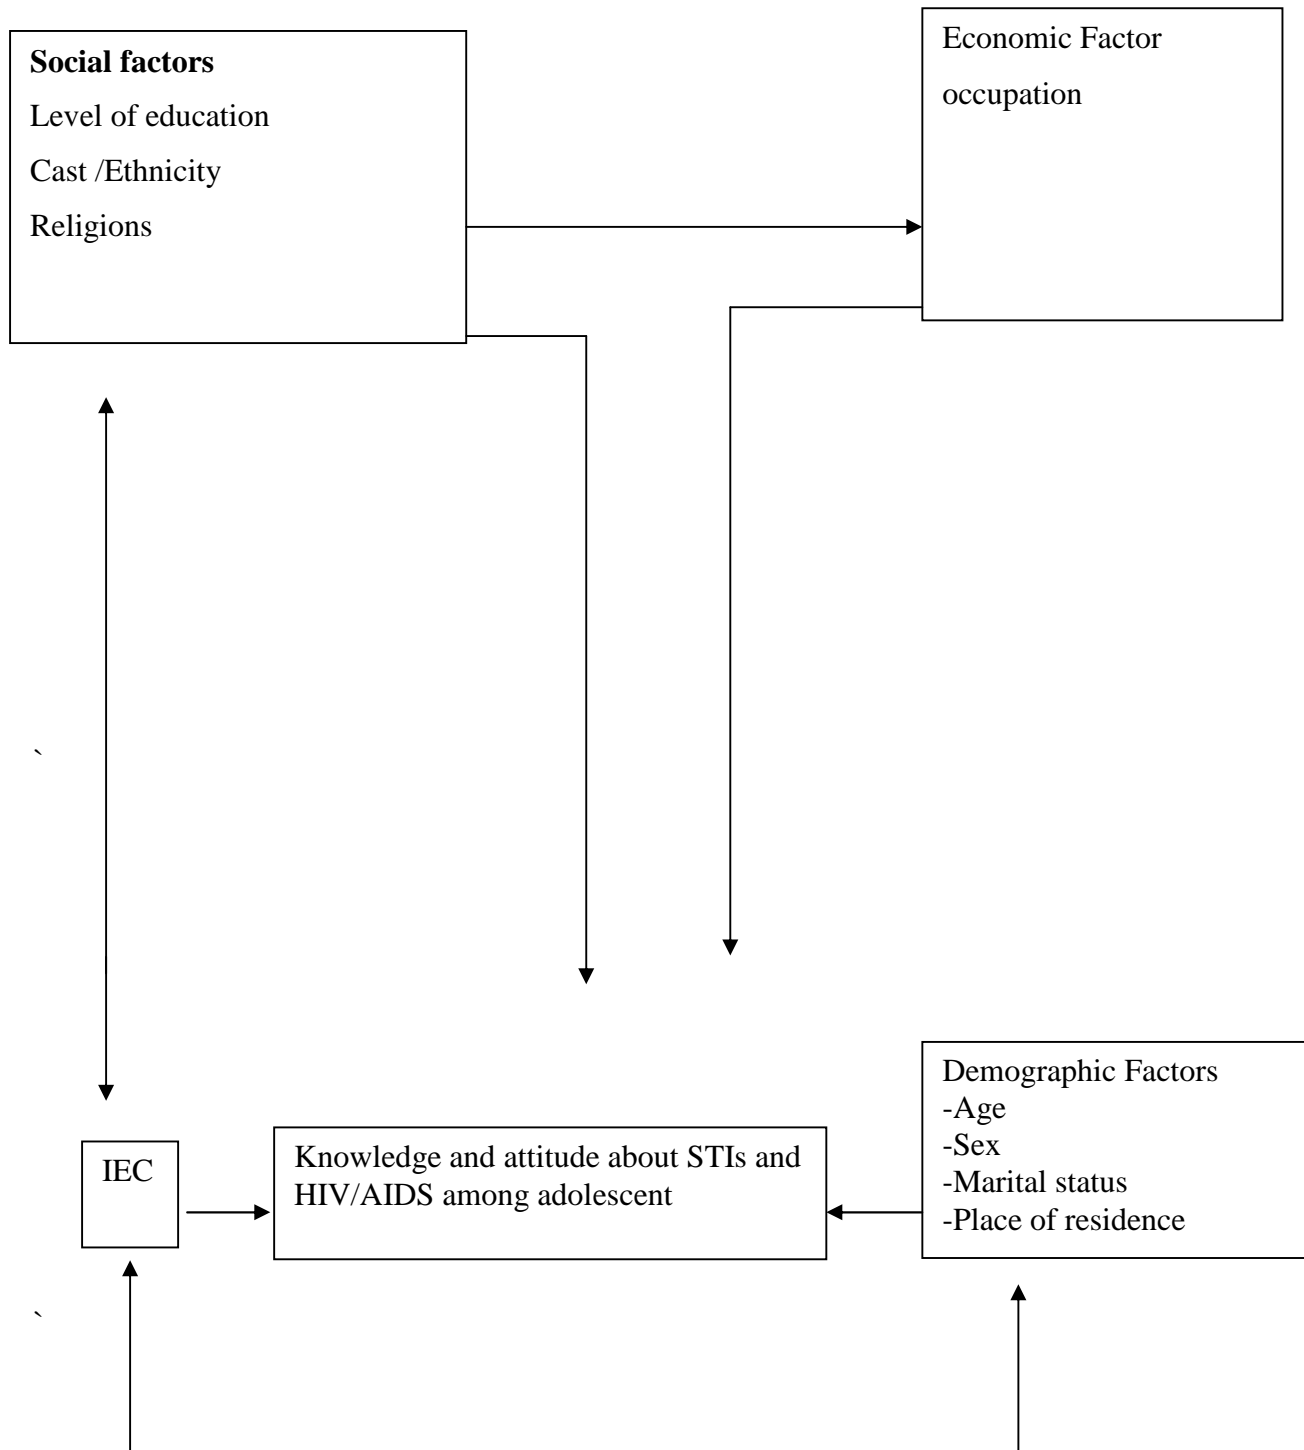 Social factors
Level of education
Cast /Ethnicity
Religions
Economic Factor
occupation
`
IEC
Knowledge and attitude about STIs and
HIV/AIDS among adolescent
Demographic Factors
-Age
-Sex
-Marital status
-Place of residence
`